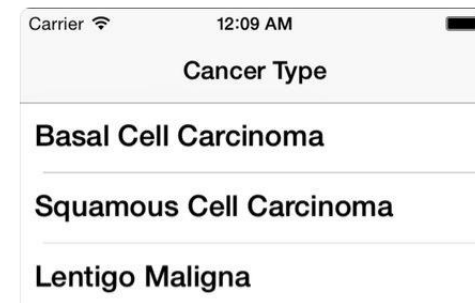 Carrier 12:09 AM
Cancer Type
Basal Cell Carcinoma
Squamous Cell Carcinoma
Lentigo Maligna